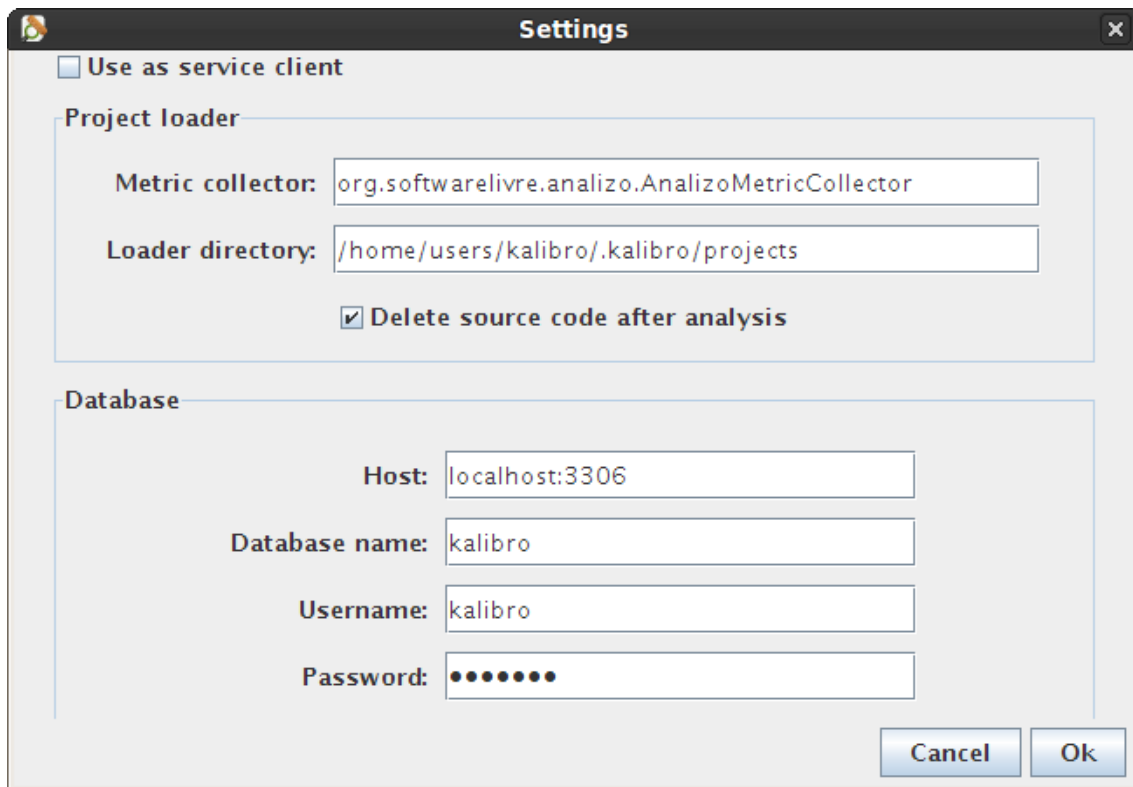 Settings
Use as service client
Project loader
Metric collector: org.softwarelivre.analizo.AnalizoMetricCollector
Loader directory: /home/users/kalibro/.kalibro/projects
Delete source code after analysis
Database
Host: localhost:3306
Database name: kalibro
Username: kalibro
Password: •••••••
Cancel Ok